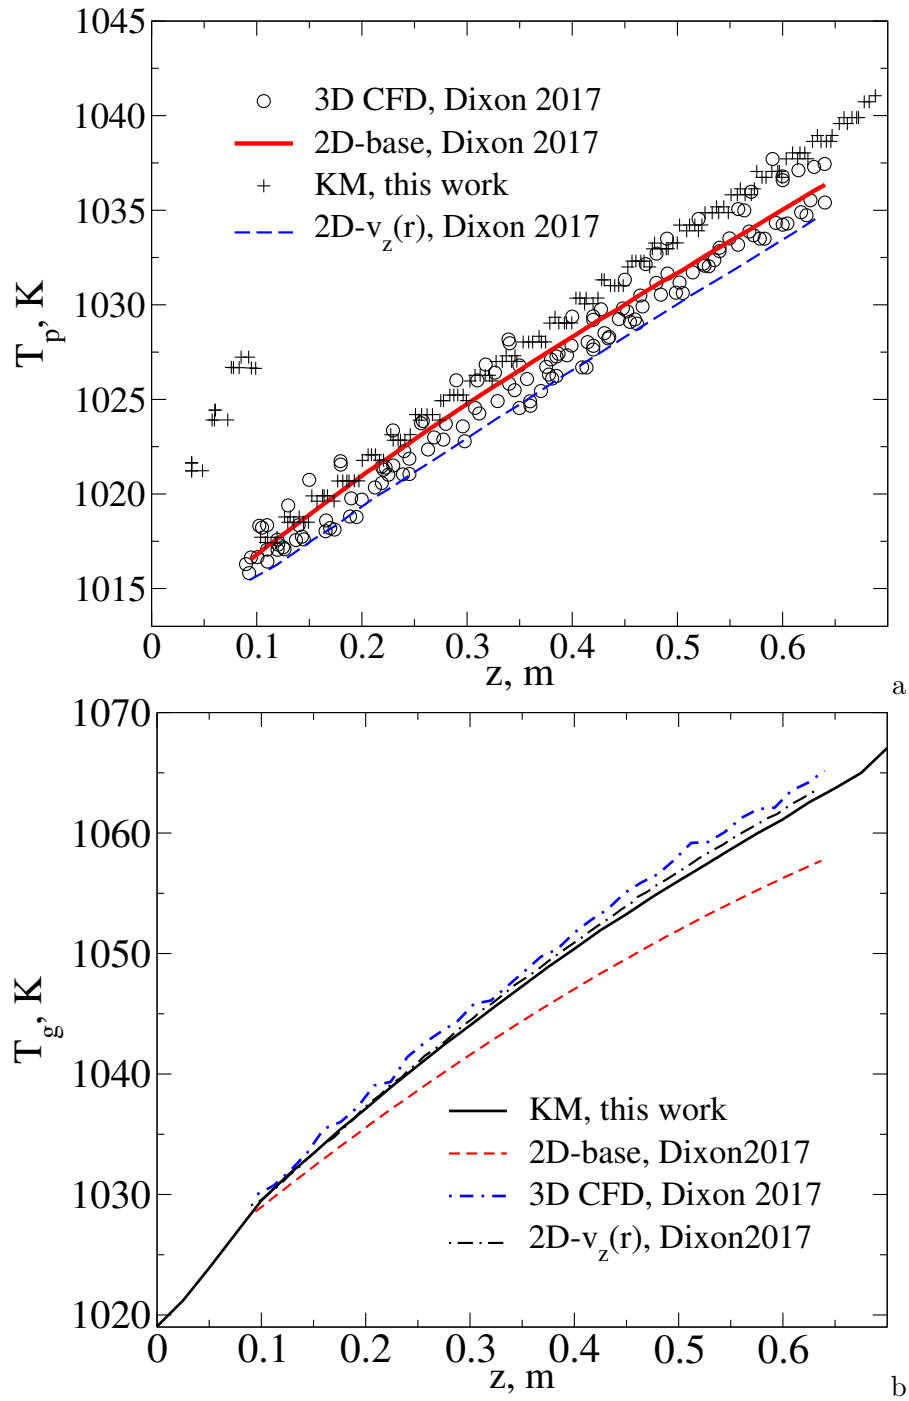 1045
1040
1035
1030
1025
1020
1015
T_p, K
3D CFD, Dixon 2017
2D-base, Dixon 2017
KM, this work
2D-v_z(r), Dixon 2017
0 0.1 0.2 0.3 0.4 0.5 0.6
z, m
a
1070
1060
1050
1040
1030
1020
T_g, K
KM, this work
2D-base, Dixon2017
3D CFD, Dixon 2017
2D-v_z(r), Dixon2017
0 0.1 0.2 0.3 0.4 0.5 0.6
z, m
b